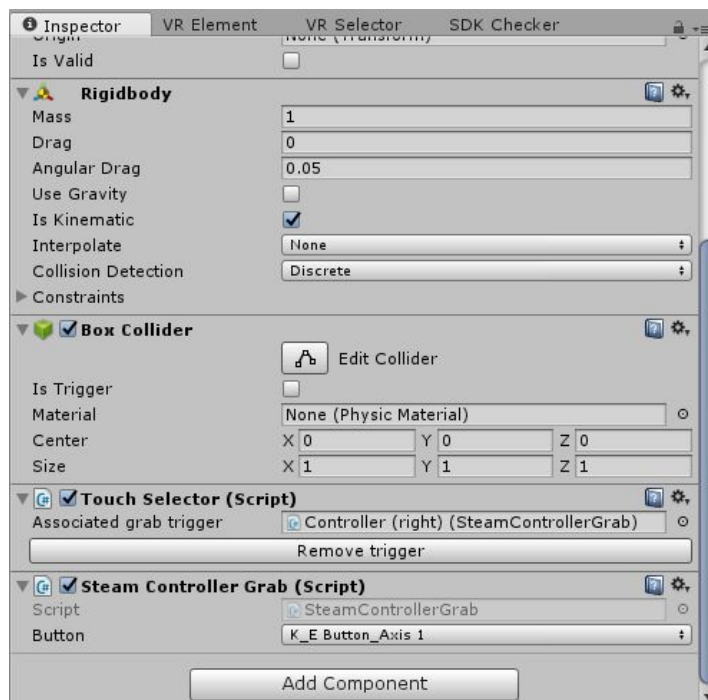 Inspector VR Element VR Selector SDK Checker
Origin None (Transform)
Is Valid
Rigidbody
Mass 1
Drag 0
Angular Drag 0.05
Use Gravity
Is Kinematic
Interpolate None
Collision Detection Discrete
Constraints
Box Collider
Edit Collider
Is Trigger
Material None (Physic Material)
Center X 0 Y 0 Z 0
Size X 1 Y 1 Z 1
Touch Selector (Script)
Associated grab trigger Controller (right) (SteamControllerGrab)
Remove trigger
Steam Controller Grab (Script)
Script SteamControllerGrab
Button K_E Button_Axis 1
Add Component